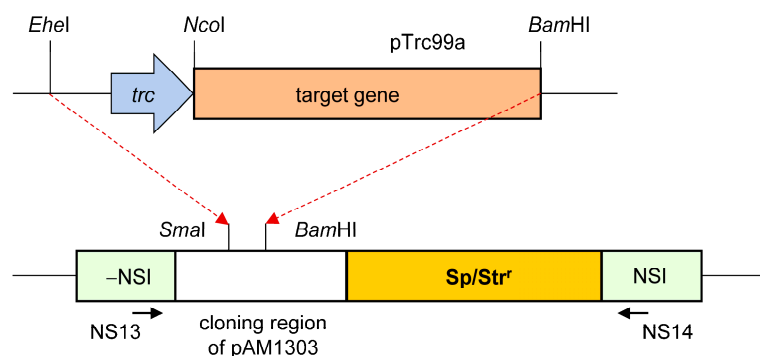 EheI NcoI pTrc99a BamHI
trc target gene
SmaI BamHI
–NSI Sp/Strʳ NSI
NS13 cloning region NS14
of pAM1303